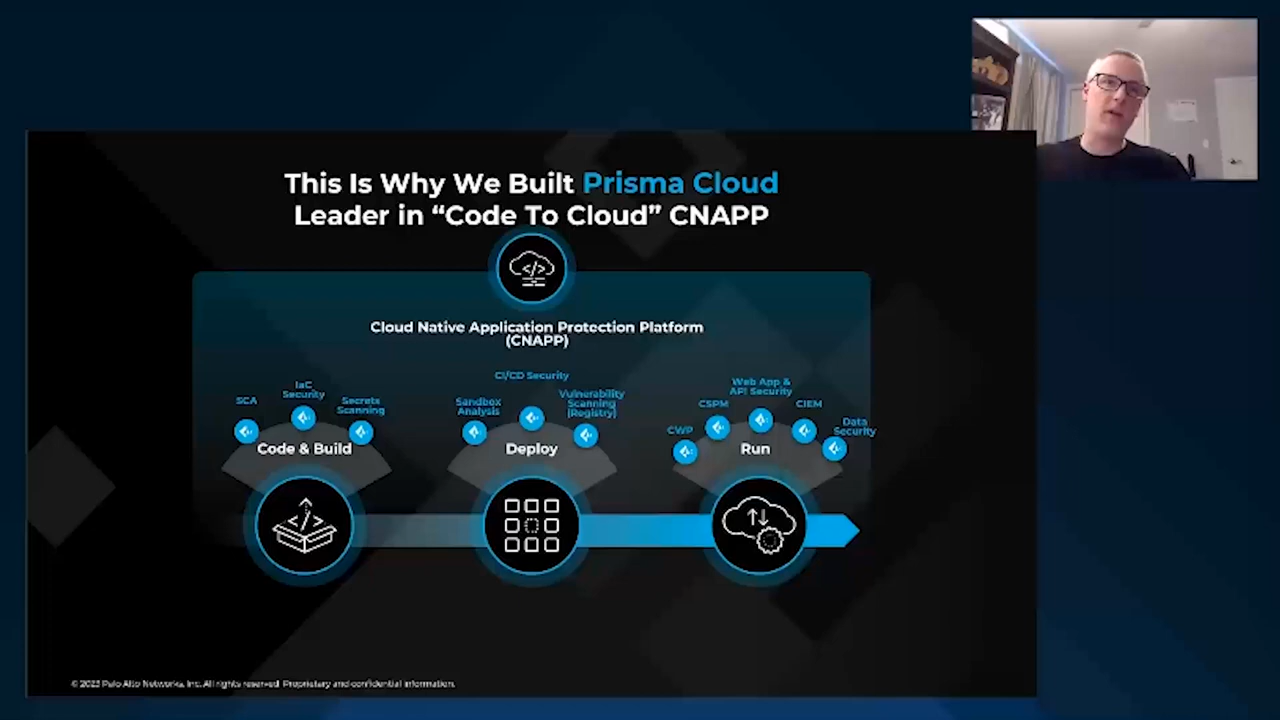 This Is Why We Built Prisma Cloud
Leader in “Code To Cloud” CNAPP
Cloud Native Application Protection Platform
(CNAPP)
SCA
IaC
Security
Secrets
Scanning
Code & Build
CI/CD Security
Sandbox
Analysis
Vulnerability
Scanning
(Registry)
Deploy
CWP
CSPM
Web App &
API Security
CIEM
Data
Security
Run
© 2023 Palo Alto Networks, Inc. All rights reserved. Proprietary and confidential information.